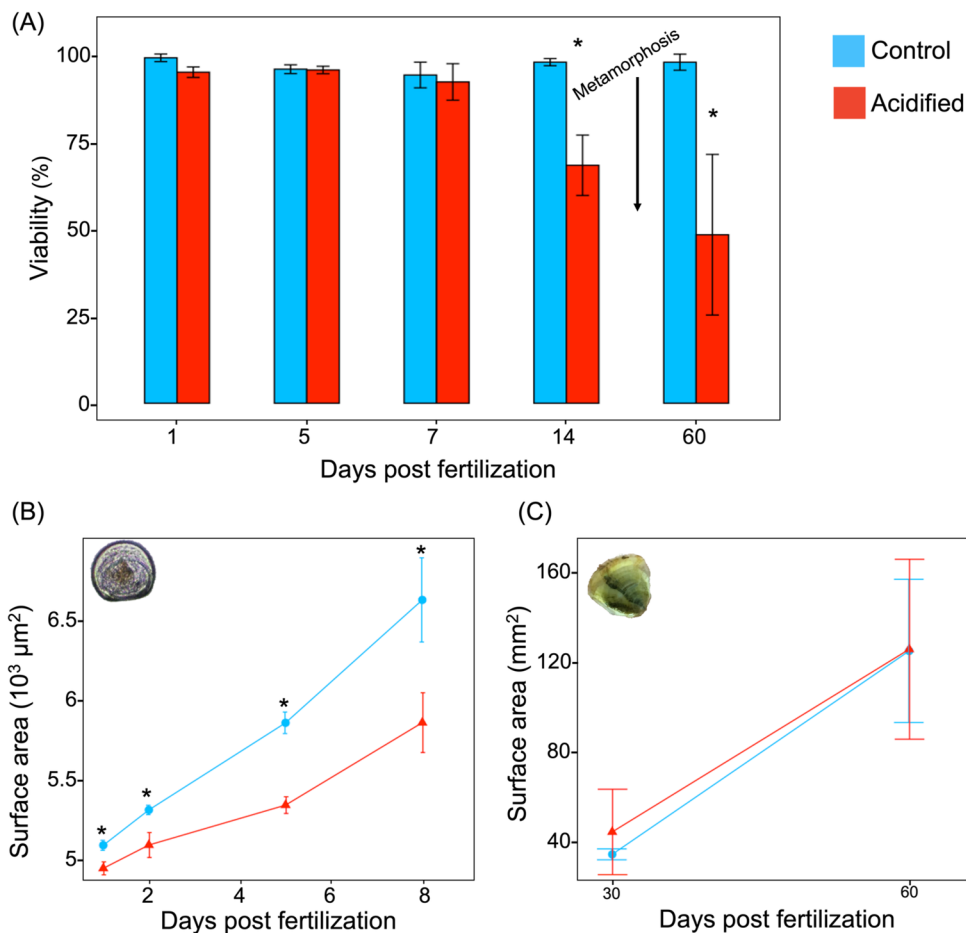 (A)
100
75
50
25
0
Viability (%)
*
Metamorphosis
*
1 5 7 14 60
Days post fertilization
Control
Acidified
(B)
6.5
6
5.5
5
Surface area (10³ µm²)
*
*
*
*
2 4 6 8
Days post fertilization
(C)
160
120
80
40
Surface area (mm²)
30 60
Days post fertilization